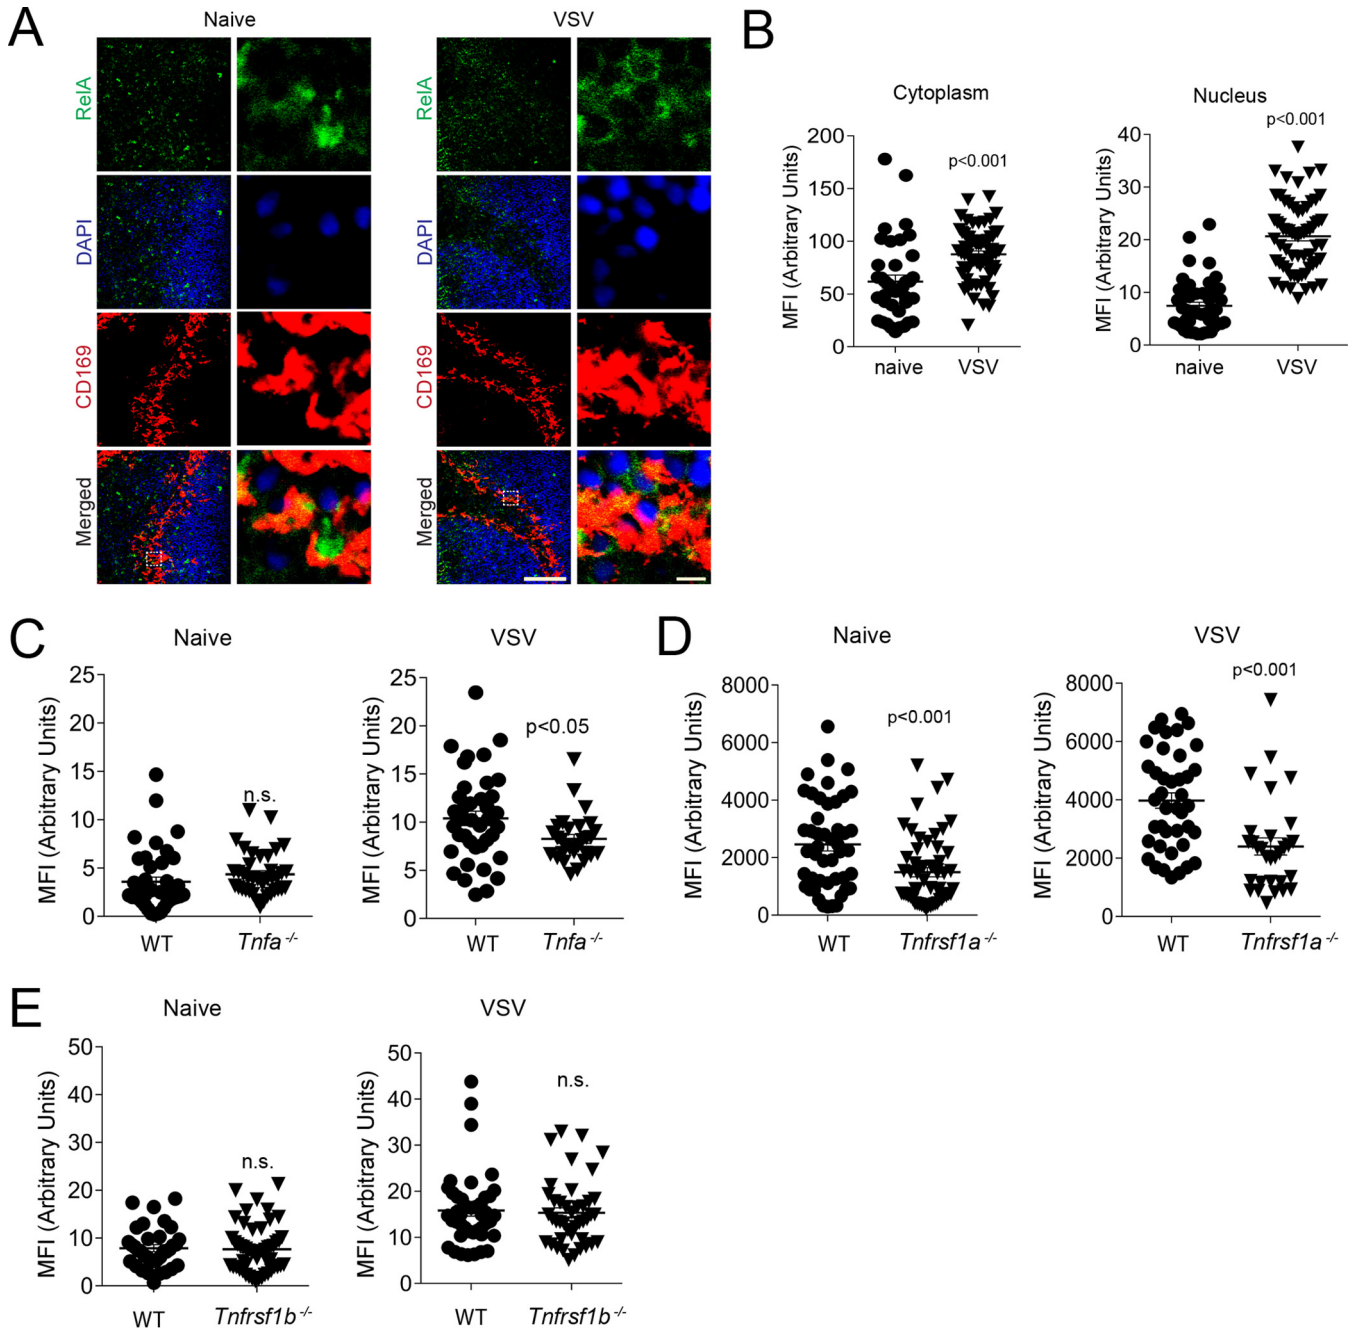 A
Naive
VSV
RelA
DAPI
CD169
Merged
RelA
DAPI
CD169
Merged
B
Cytoplasm
MFI (Arbitrary Units)
200
150
100
50
0
p<0.001
naive
VSV
Nucleus
MFI (Arbitrary Units)
40
30
20
10
0
p<0.001
naive
VSV
C
Naive
MFI (Arbitrary Units)
25
20
15
10
5
0
n.s.
WT
Tnfa -/-
VSV
MFI (Arbitrary Units)
25
20
15
10
5
0
p<0.05
WT
Tnfa -/-
D
Naive
MFI (Arbitrary Units)
8000
6000
4000
2000
0
p<0.001
WT
Tnfrsf1a -/-
VSV
MFI (Arbitrary Units)
8000
6000
4000
2000
0
p<0.001
WT
Tnfrsf1a -/-
E
Naive
MFI (Arbitrary Units)
50
40
30
20
10
0
n.s.
WT
Tnfrsf1b -/-
VSV
MFI (Arbitrary Units)
50
40
30
20
10
0
n.s.
WT
Tnfrsf1b -/-